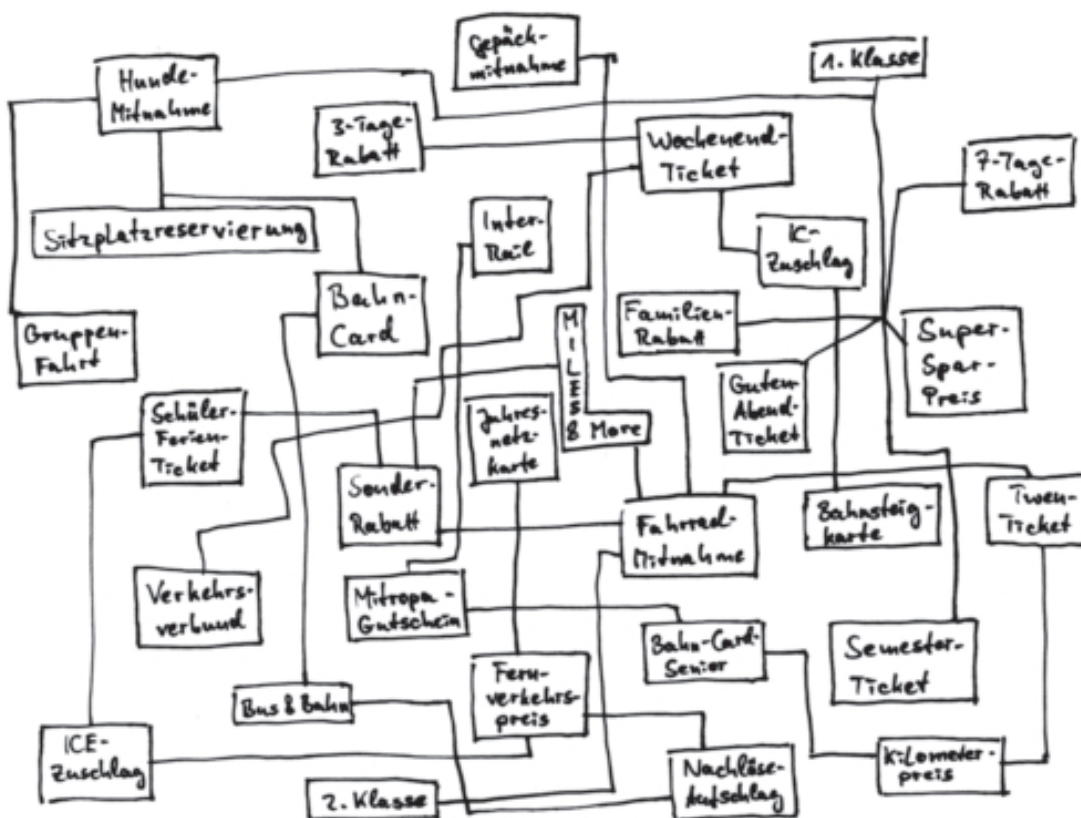 Gepäck-
mitnahme
1. Klasse
Hunde-
Mitnahme
3-Tage-
Rabatt
Wochenend-
Ticket
7-Tage-
Rabatt
Sitzplatzreservierung
Inter-
Rail
IC-
Zuschlag
Bahn-
Card
Familien-
Rabatt
Super-
Spar-
Preis
Gruppen-
Fahrt
MILES
& More
Guten
Abend-
Ticket
Schüler-
Ferien-
Ticket
Jahres-
netz-
karte
Sonder-
Rabatt
Fahrrad-
Mitnahme
Bahnsteig-
karte
Twen-
Ticket
Verkehrs-
verbund
Mitropa-
Gutschein
Bahn-Card-
Senior
Semester-
Ticket
Bus & Bahn
Fern-
verkehrs-
preis
ICE-
Zuschlag
2. Klasse
Nachlöse-
Aufschlag
Kilometer-
preis